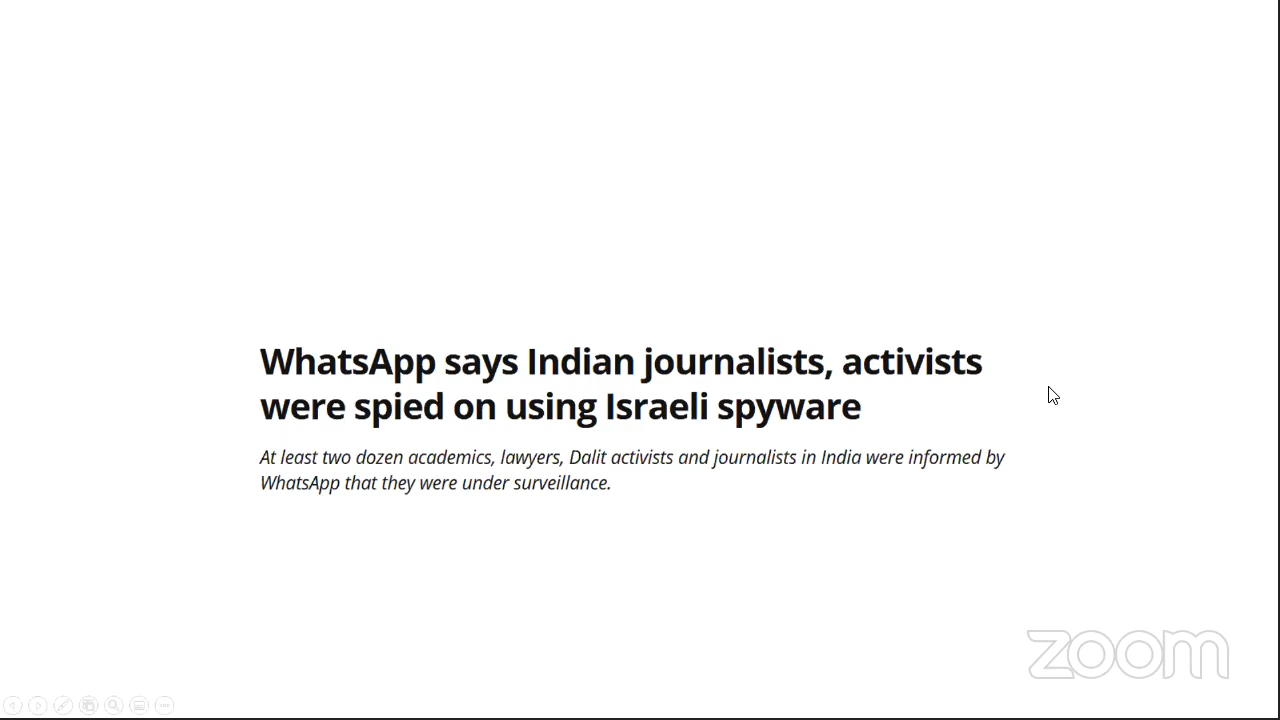 WhatsApp says Indian journalists, activists
were spied on using Israeli spyware
At least two dozen academics, lawyers, Dalit activists and journalists in India were informed by
WhatsApp that they were under surveillance.
zoom